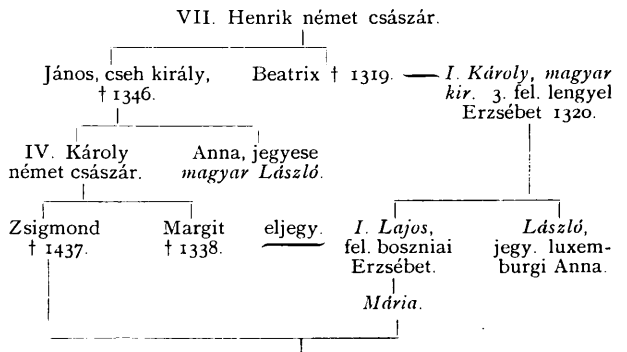 VII. Henrik német császár.
János, cseh király,
† 1346.
Beatrix † 1319. — I. Károly, magyar
kir. 3. fel. lengyel
Erzsébet 1320.
IV. Károly
német császár.
Anna, jegyese
magyar László.
Zsigmond
† 1437.
Margit
† 1338.
eljegy.
I. Lajos,
fel. boszniai
Erzsébet.
László,
jegy. luxem-
burgi Anna.
Mária.